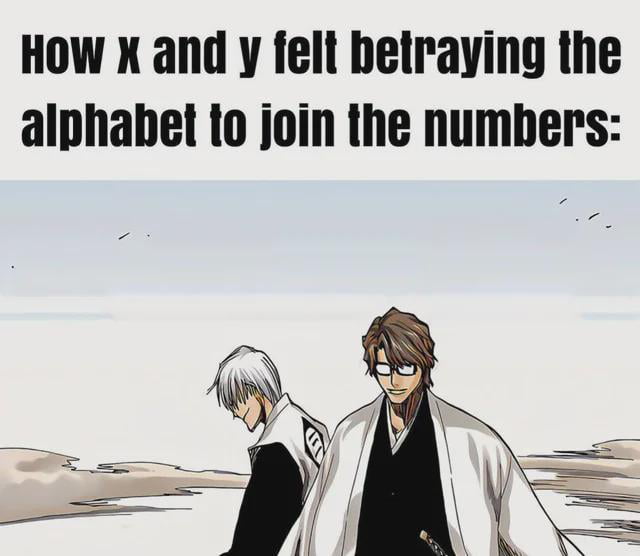 How x and y felt betraying the
alphabet to join the numbers: